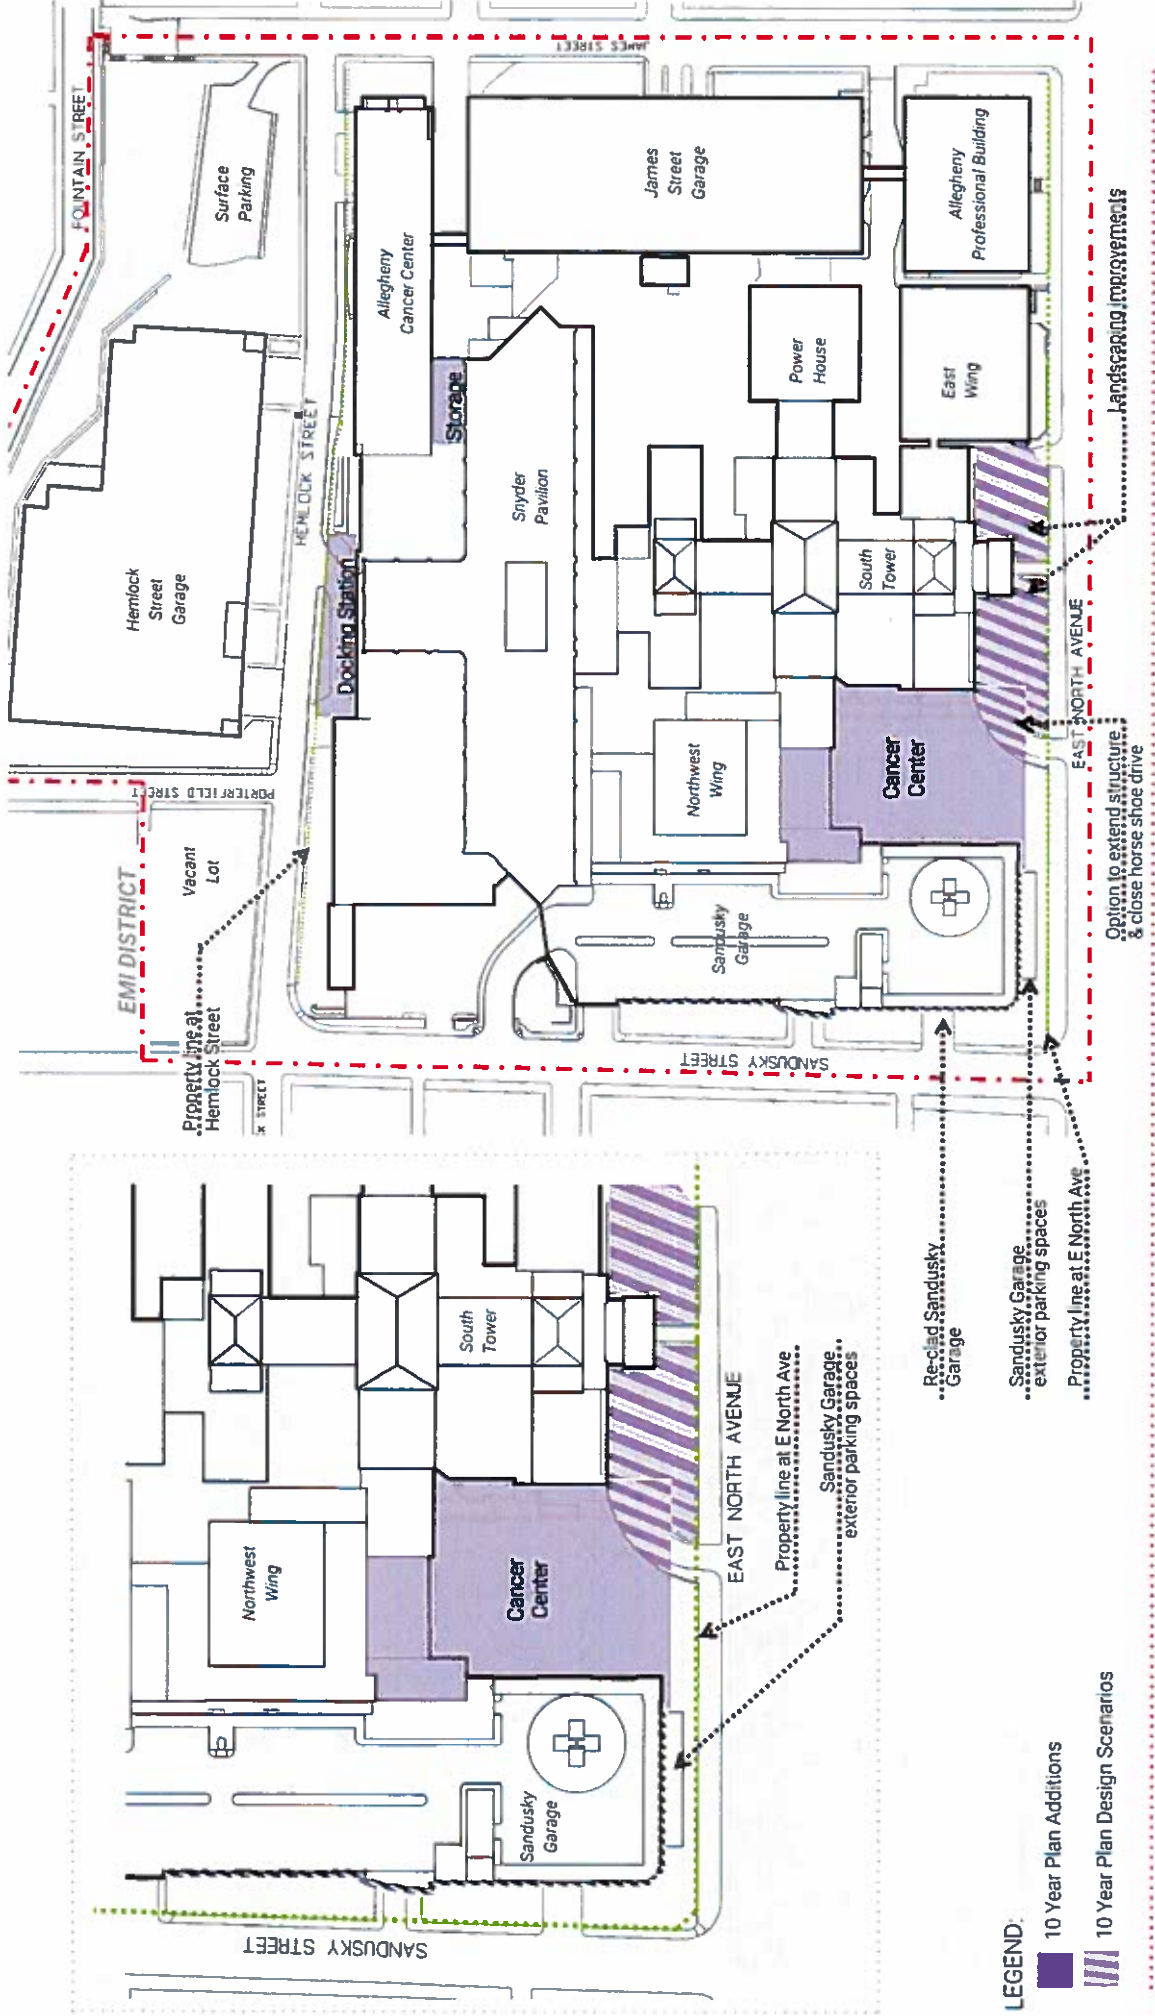 FOUNTAIN STREET
JAMES STREET
Surface
Parking
Allegheny
Cancer Center
James
Street
Garage
Allegheny
Professional Building
HEMLOCK STREET
Hemlock
Street
Garage
Storage
Snyder
Pavilion
Power
House
East
Wing
Landscaping improvements
Docking Station
South
Tower
EAST NORTH AVENUE
PORTERFIELD STREET
Vacant
Lot
EMI DISTRICT
Northwest
Wing
Cancer
Center
Option to extend structure
& close horse shoe drive
Sandusky
Garage
Property line at
Hemlock Street
K STREET
SANDUSKY STREET
Re-clad Sandusky
Garage
Sandusky Garage
exterior parking spaces
Property line at E North Ave
South
Tower
Northwest
Wing
Cancer
Center
EAST NORTH AVENUE
Property line at E North Ave
Sandusky Garage
exterior parking spaces
Sandusky
Garage
SANDUSKY STREET
LEGEND:
10 Year Plan Additions
10 Year Plan Design Scenarios